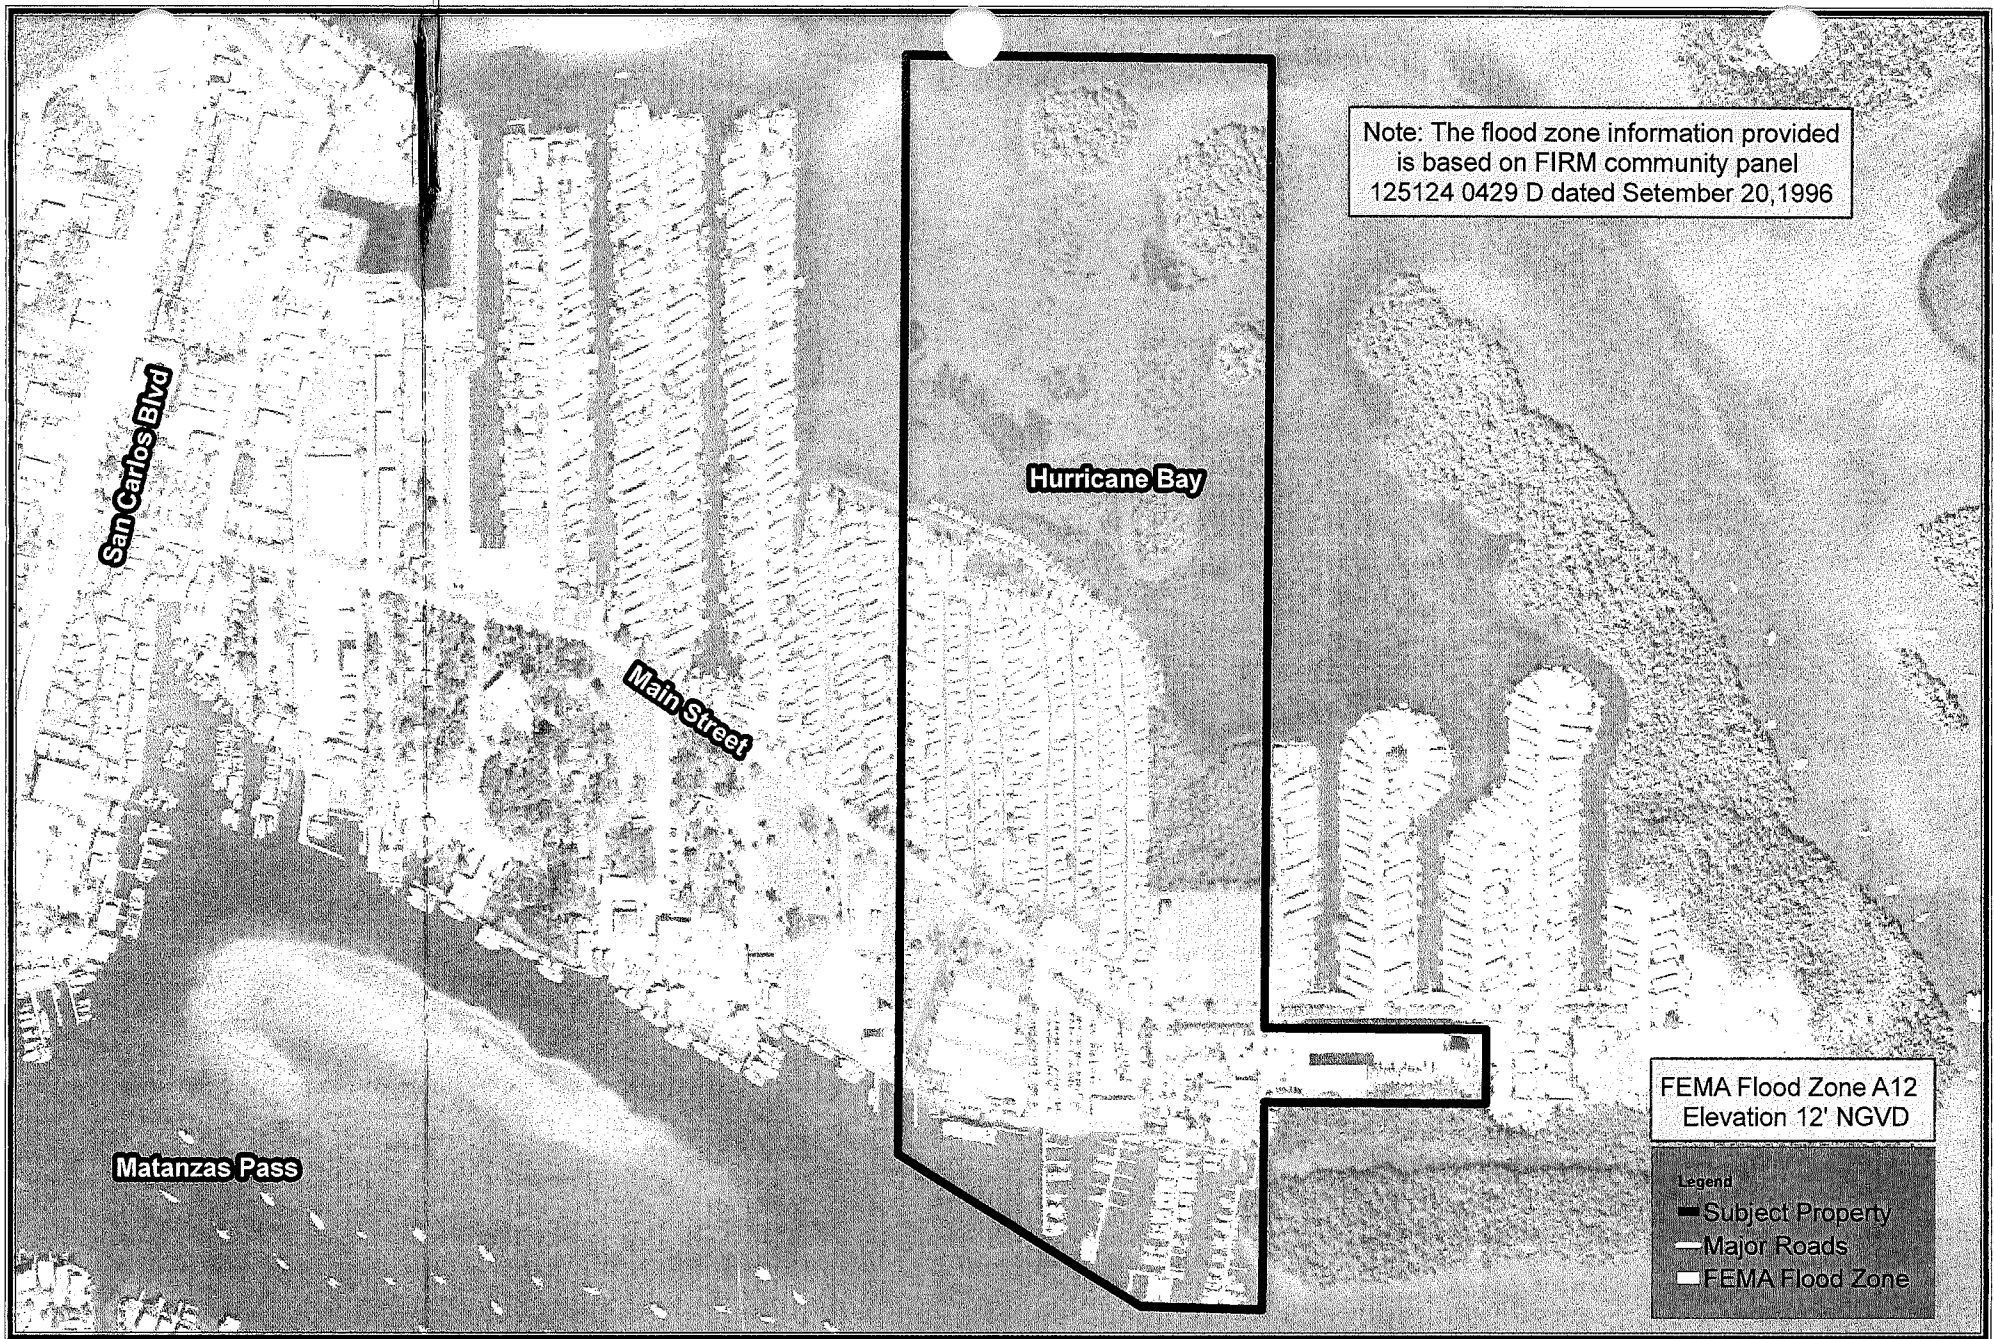 Note: The flood zone information provided
is based on FIRM community panel
125124 0429 D dated Setember 20,1996
San Carlos Blvd
Hurricane Bay
Main Street
Matanzas Pass
FEMA Flood Zone A12
Elevation 12' NGVD
Legend
Subject Property
Major Roads
FEMA Flood Zone